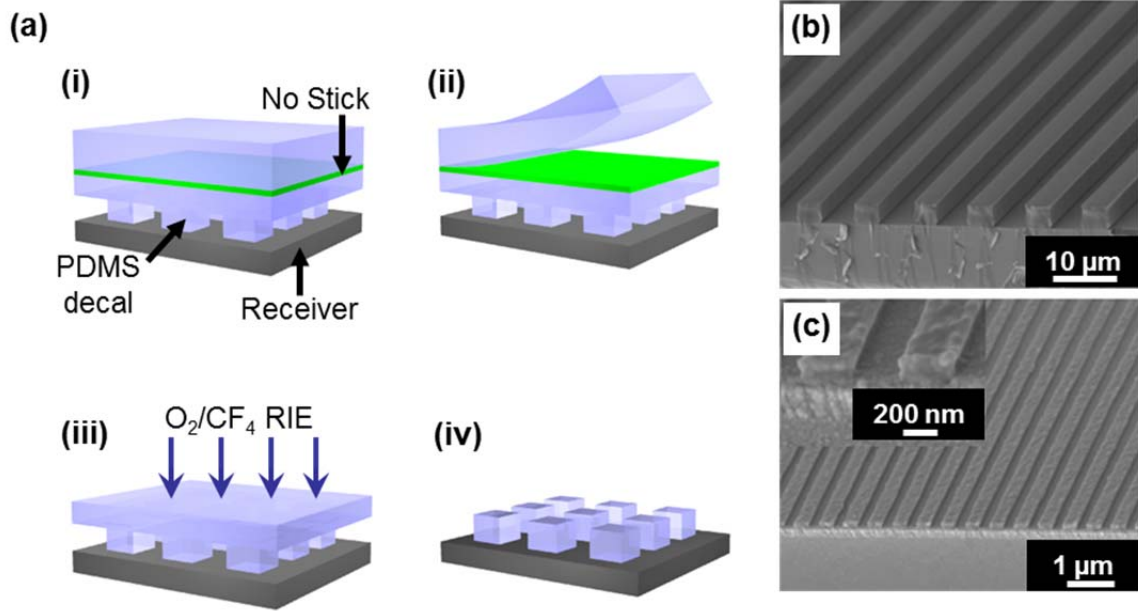 (a)
(i)
No Stick
(ii)
PDMS
decal
Receiver
(iii)
O₂/CF₄ RIE
(iv)
(b)
10 µm
(c)
200 nm
1 µm